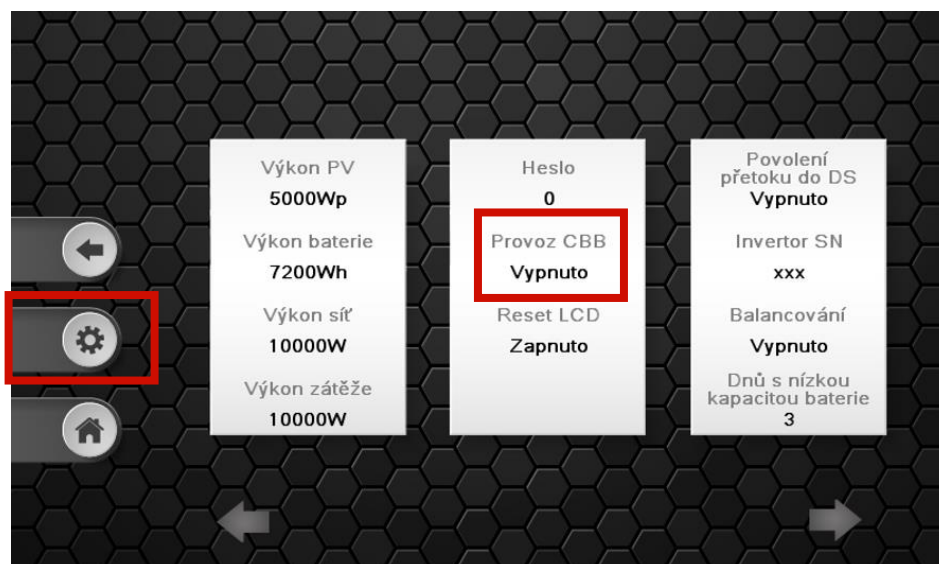 Výkon PV
5000Wp
Výkon baterie
7200Wh
Výkon síť
10000W
Výkon zátěže
10000W
Heslo
0
Provoz CBB
Vypnuto
Reset LCD
Zapnuto
Povolení
přetoku do DS
Vypnuto
Invertor SN
xxx
Balancování
Vypnuto
Dnů s nízkou
kapacitou baterie
3